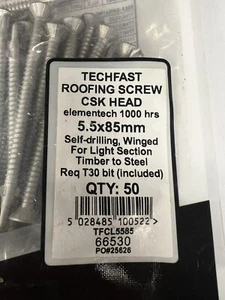 TECHFAST
ROOFING SCREW
CSK HEAD
elementech 1000 hrs
5.5x85mm
Self-drilling, Winged
For Light Section
Timber to Steel
Req T30 bit (included)
QTY: 50
5 028485 100522 >
TFCL5585
66530
PO#25626